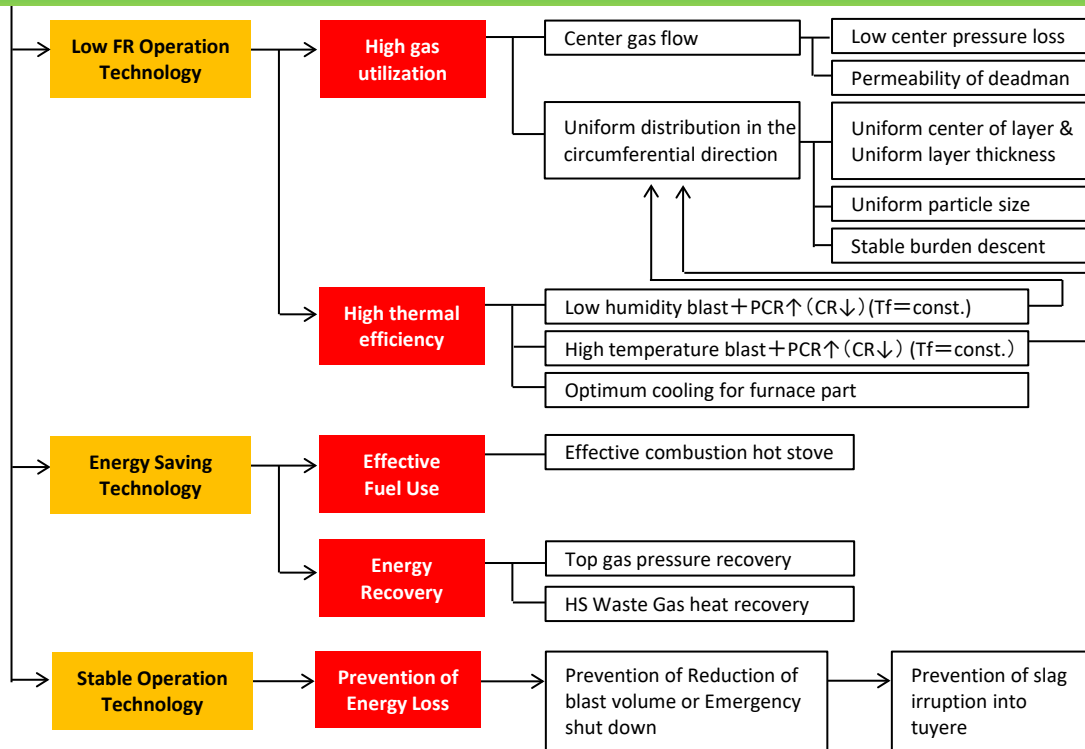 Low FR Operation
Technology
High gas
utilization
Center gas flow
Low center pressure loss
Permeability of deadman
Uniform distribution in the
circumferential direction
Uniform center of layer &
Uniform layer thickness
Uniform particle size
Stable burden descent
High thermal
efficiency
Low humidity blast＋PCR↑（CR↓）(Tf＝const.)
High temperature blast＋PCR↑（CR↓）(Tf＝const.）
Optimum cooling for furnace part
Energy Saving
Technology
Effective
Fuel Use
Effective combustion hot stove
Energy
Recovery
Top gas pressure recovery
HS Waste Gas heat recovery
Stable Operation
Technology
Prevention of
Energy Loss
Prevention of Reduction of
blast volume or Emergency
shut down
Prevention of slag
irruption into
tuyere